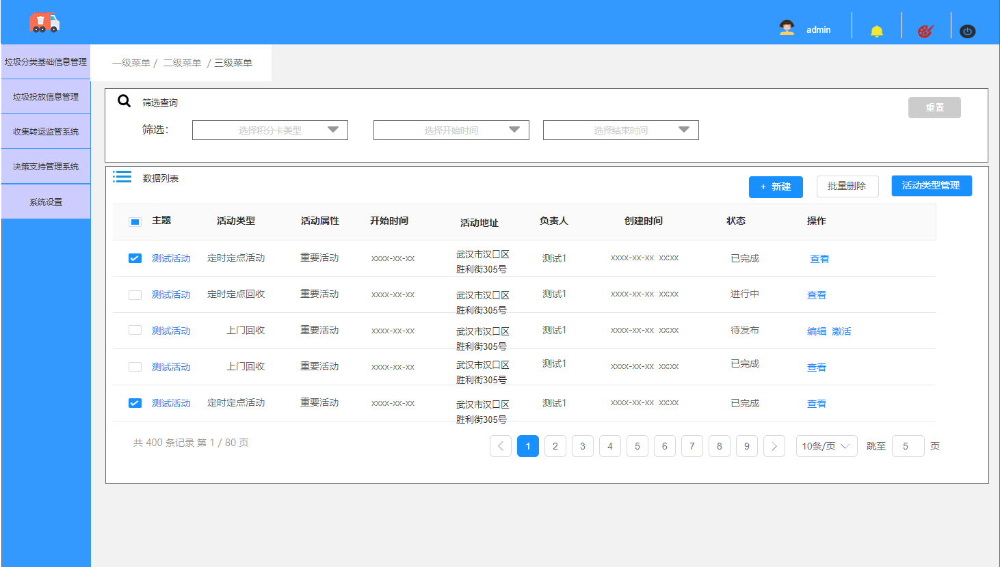 admin
垃圾分类基础信息管理
垃圾投放信息管理
收集转运监管系统
决策支持管理系统
系统设置
一级菜单 / 二级菜单 / 三级菜单
筛选查询
重置
筛选： 选择积分卡类型 选择开始时间 选择结束时间
数据列表
+ 新建 批量删除 活动类型管理
主题 活动类型 活动属性 开始时间 活动地址 负责人 创建时间 状态 操作
测试活动 定时定点活动 重要活动 xxxx-xx-xx 武汉市汉口区 测试1 xxxx-xx-xx xx:xx 已完成 查看
胜利街305号
测试活动 定时定点回收 重要活动 xxxx-xx-xx 武汉市汉口区 测试1 xxxx-xx-xx xx:xx 进行中 查看
胜利街305号
测试活动 上门回收 重要活动 xxxx-xx-xx 武汉市汉口区 测试1 xxxx-xx-xx xx:xx 待发布 编辑 激活
胜利街305号
测试活动 上门回收 重要活动 xxxx-xx-xx 武汉市汉口区 测试1 xxxx-xx-xx xx:xx 已完成 查看
胜利街305号
测试活动 定时定点活动 重要活动 xxxx-xx-xx 武汉市汉口区 测试1 xxxx-xx-xx xx:xx 已完成 查看
胜利街305号
共 400 条记录 第 1 / 80 页
1 2 3 4 5 6 7 8 9 10条/页 跳至 5 页